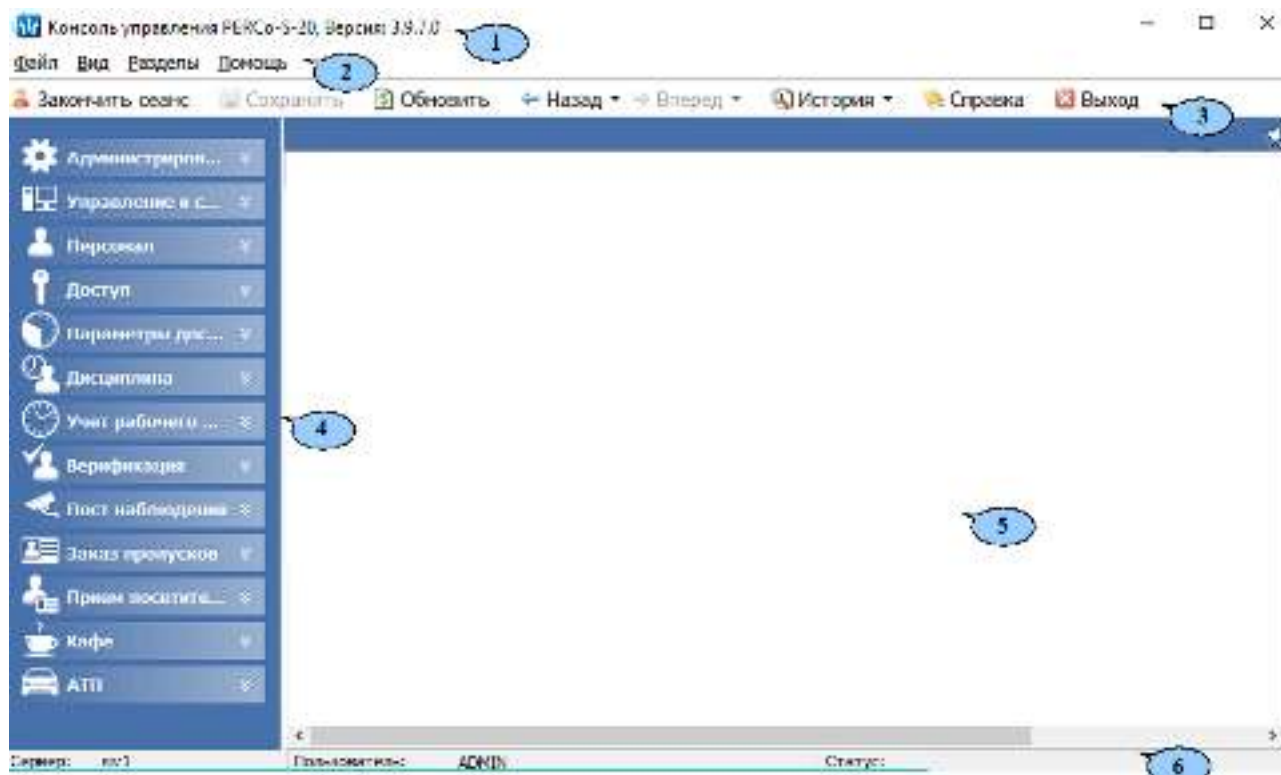 Консоль управления PERCo-S-20, Версия: 3.9.7.0
1
Файл Вид Разделы Помощь
2
Закончить сеанс Сохранить Обновить Назад Вперед История Справка Выход
3
Администриров...
Управление и с...
Персонал
Доступ
Параметры дос...
Дисциплина
Учет рабочего ...
4
Верификация
Пост наблюдения
5
Заказ пропусков
Прием посетите...
Кафе
АТП
Сервер: Пользователь: ADMIN Статус:
6